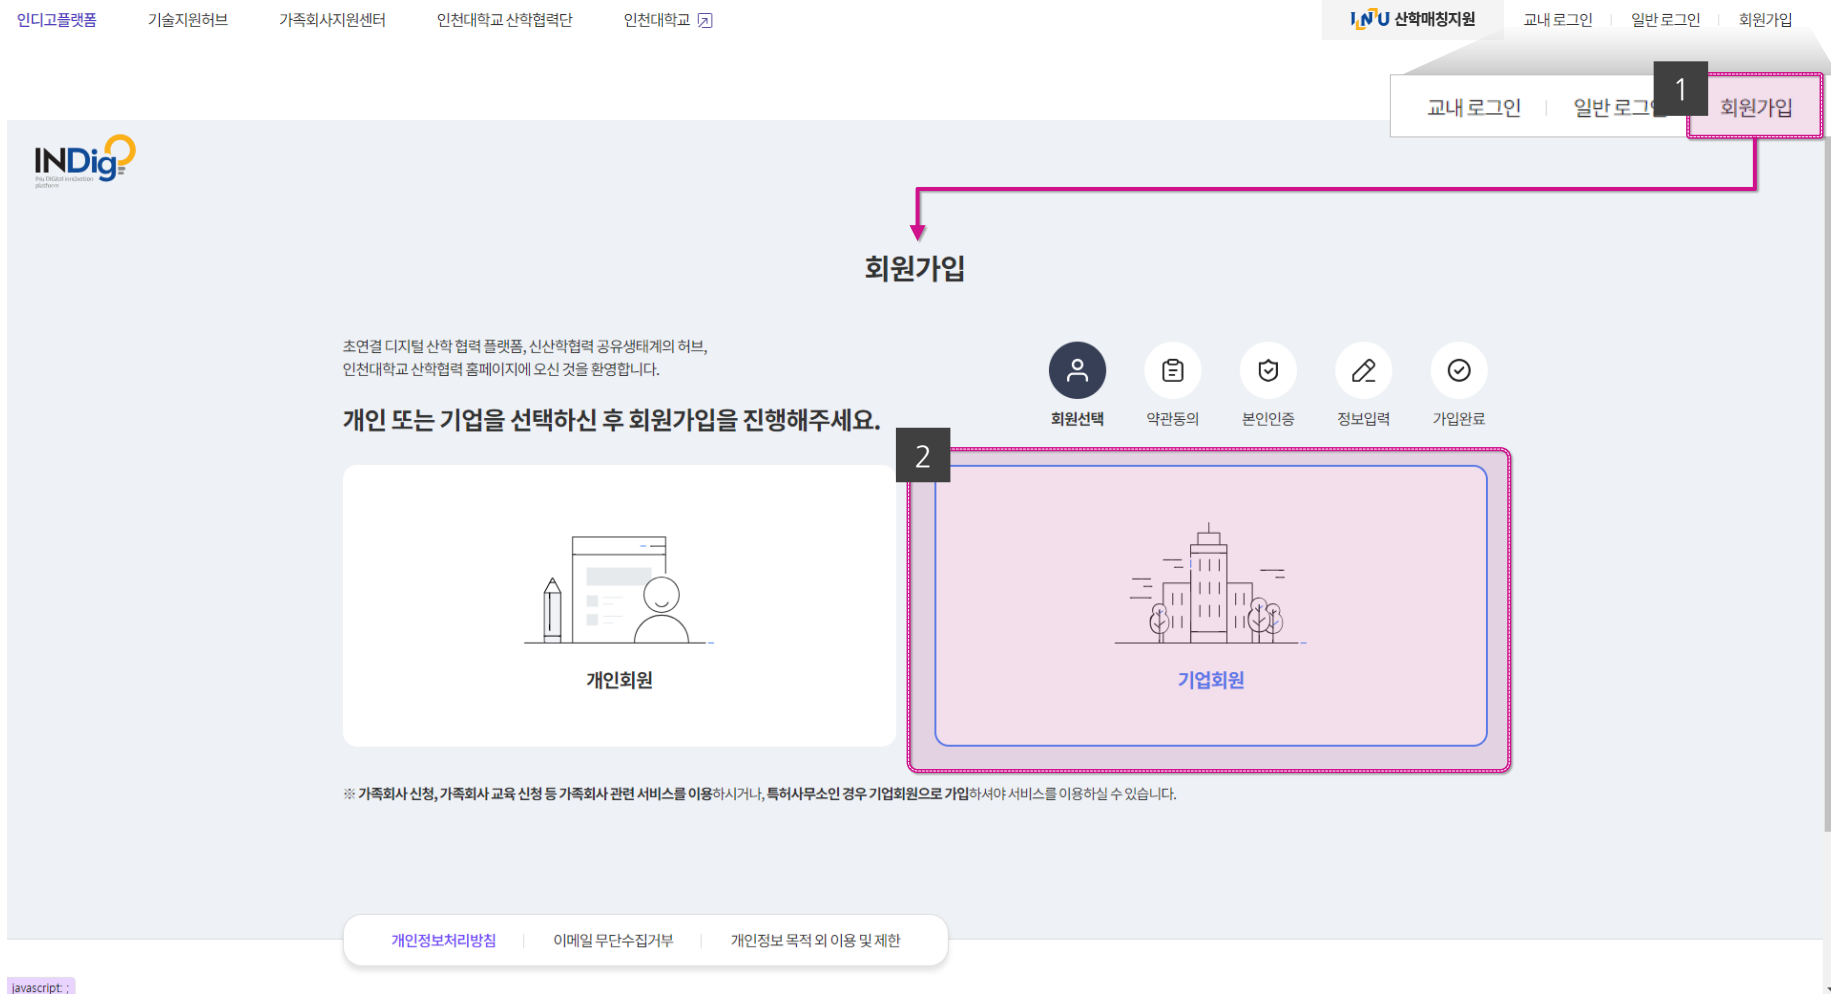 인디고플랫폼 기술지원허브 가족회사지원센터 인천대학교 산학협력단 인천대학교 INU 산학매칭지원 교내 로그인 일반 로그인 회원가입
교내 로그인 일반 로그인 1 회원가입
INDigo
platform
회원가입
초연결 디지털 산학 협력 플랫폼, 신산학협력 공유생태계의 허브,
인천대학교 산학협력 홈페이지에 오신 것을 환영합니다.
개인 또는 기업을 선택하신 후 회원가입을 진행해주세요.
회원선택 약관동의 본인인증 정보입력 가입완료
2
개인회원 기업회원
※ 가족회사 신청, 가족회사 교육 신청 등 가족회사 관련 서비스를 이용하시거나, 특허사무소인 경우 기업회원으로 가입하셔야 서비스를 이용하실 수 있습니다.
개인정보처리방침 이메일 무단수집거부 개인정보 목적 외 이용 및 제한
javascript: ;